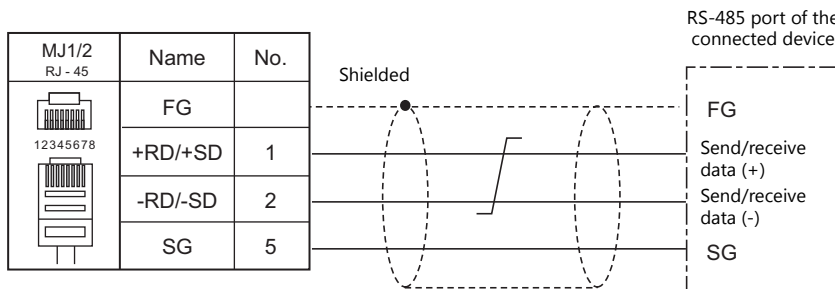 RS-485 port of the
connected device
MJ1/2
RJ - 45
Name
No.
Shielded
FG
FG
12345678
+RD/+SD
1
Send/receive
data (+)
-RD/-SD
2
Send/receive
data (-)
SG
5
SG